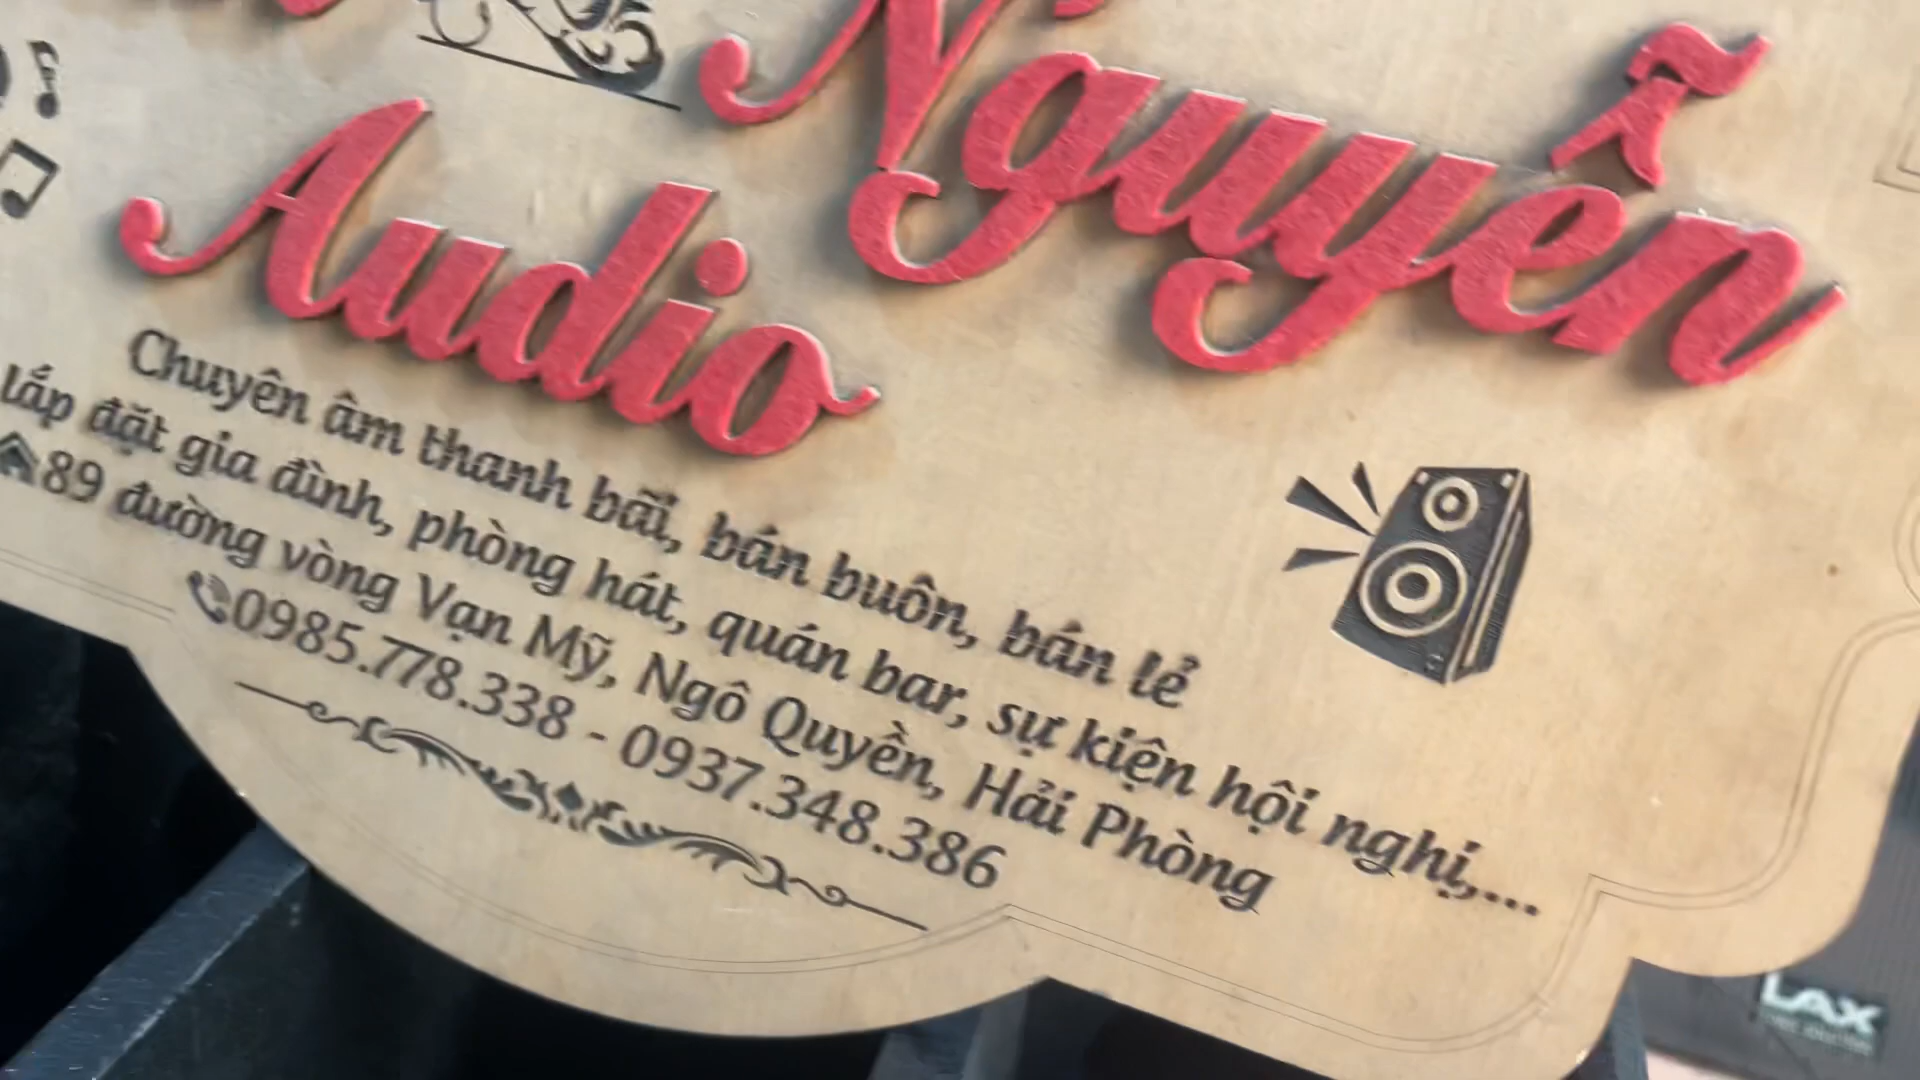 Nguyễn
Audio
Chuyên âm thanh bãi, bán buôn, bán lẻ
lắp đặt gia đình, phòng hát, quán bar, sự kiện hội nghị,...
89 đường vòng Vạn Mỹ, Ngô Quyền, Hải Phòng
0985.778.338 - 0937.348.386
LAX